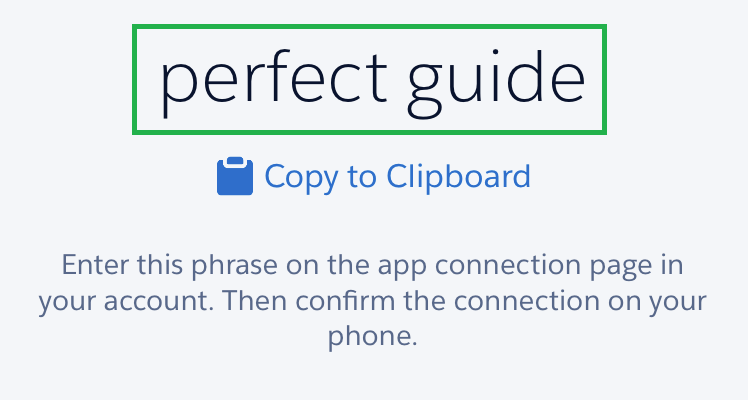 perfect guide
Copy to Clipboard
Enter this phrase on the app connection page in
your account. Then confirm the connection on your
phone.